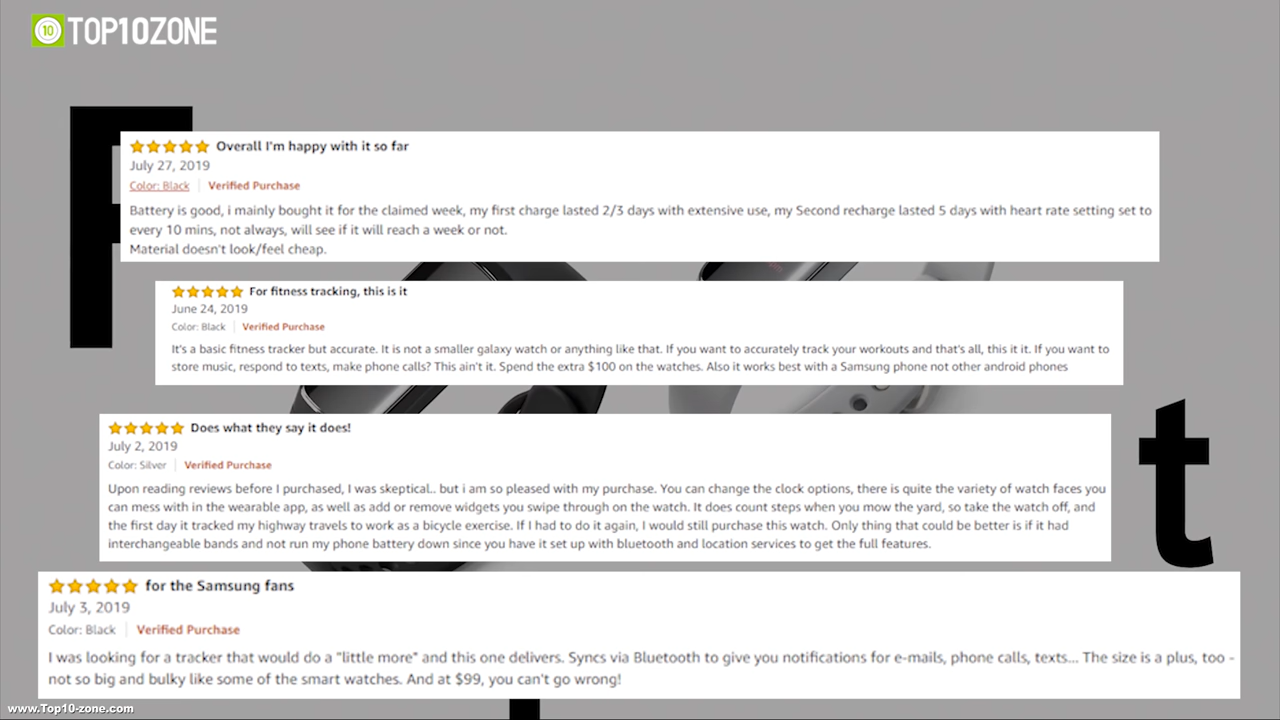 10 TOP10ZONE
F
Overall I'm happy with it so far
July 27, 2019
Color: Black | Verified Purchase
Battery is good, i mainly bought it for the claimed week, my first charge lasted 2/3 days with extensive use, my Second recharge lasted 5 days with heart rate setting set to
every 10 mins, not always, will see if it will reach a week or not.
Material doesn't look/feel cheap.
For fitness tracking, this is it
June 24, 2019
Color: Black | Verified Purchase
It's a basic fitness tracker but accurate. It is not a smaller galaxy watch or anything like that. If you want to accurately track your workouts and that's all, this it it. If you want to
store music, respond to texts, make phone calls? This ain't it. Spend the extra $100 on the watches. Also it works best with a Samsung phone not other android phones
t
Does what they say it does!
July 2, 2019
Color: Silver | Verified Purchase
Upon reading reviews before I purchased, I was skeptical.. but i am so pleased with my purchase. You can change the clock options, there is quite the variety of watch faces you
can mess with in the wearable app, as well as add or remove widgets you swipe through on the watch. It does count steps when you mow the yard, so take the watch off, and
the first day it tracked my highway travels to work as a bicycle exercise. If I had to do it again, I would still purchase this watch. Only thing that could be better is if it had
interchangeable bands and not run my phone battery down since you have it set up with bluetooth and location services to get the full features.
for the Samsung fans
July 3, 2019
Color: Black | Verified Purchase
I was looking for a tracker that would do a "little more" and this one delivers. Syncs via Bluetooth to give you notifications for e-mails, phone calls, texts... The size is a plus, too -
not so big and bulky like some of the smart watches. And at $99, you can't go wrong!
www.Top10-zone.com